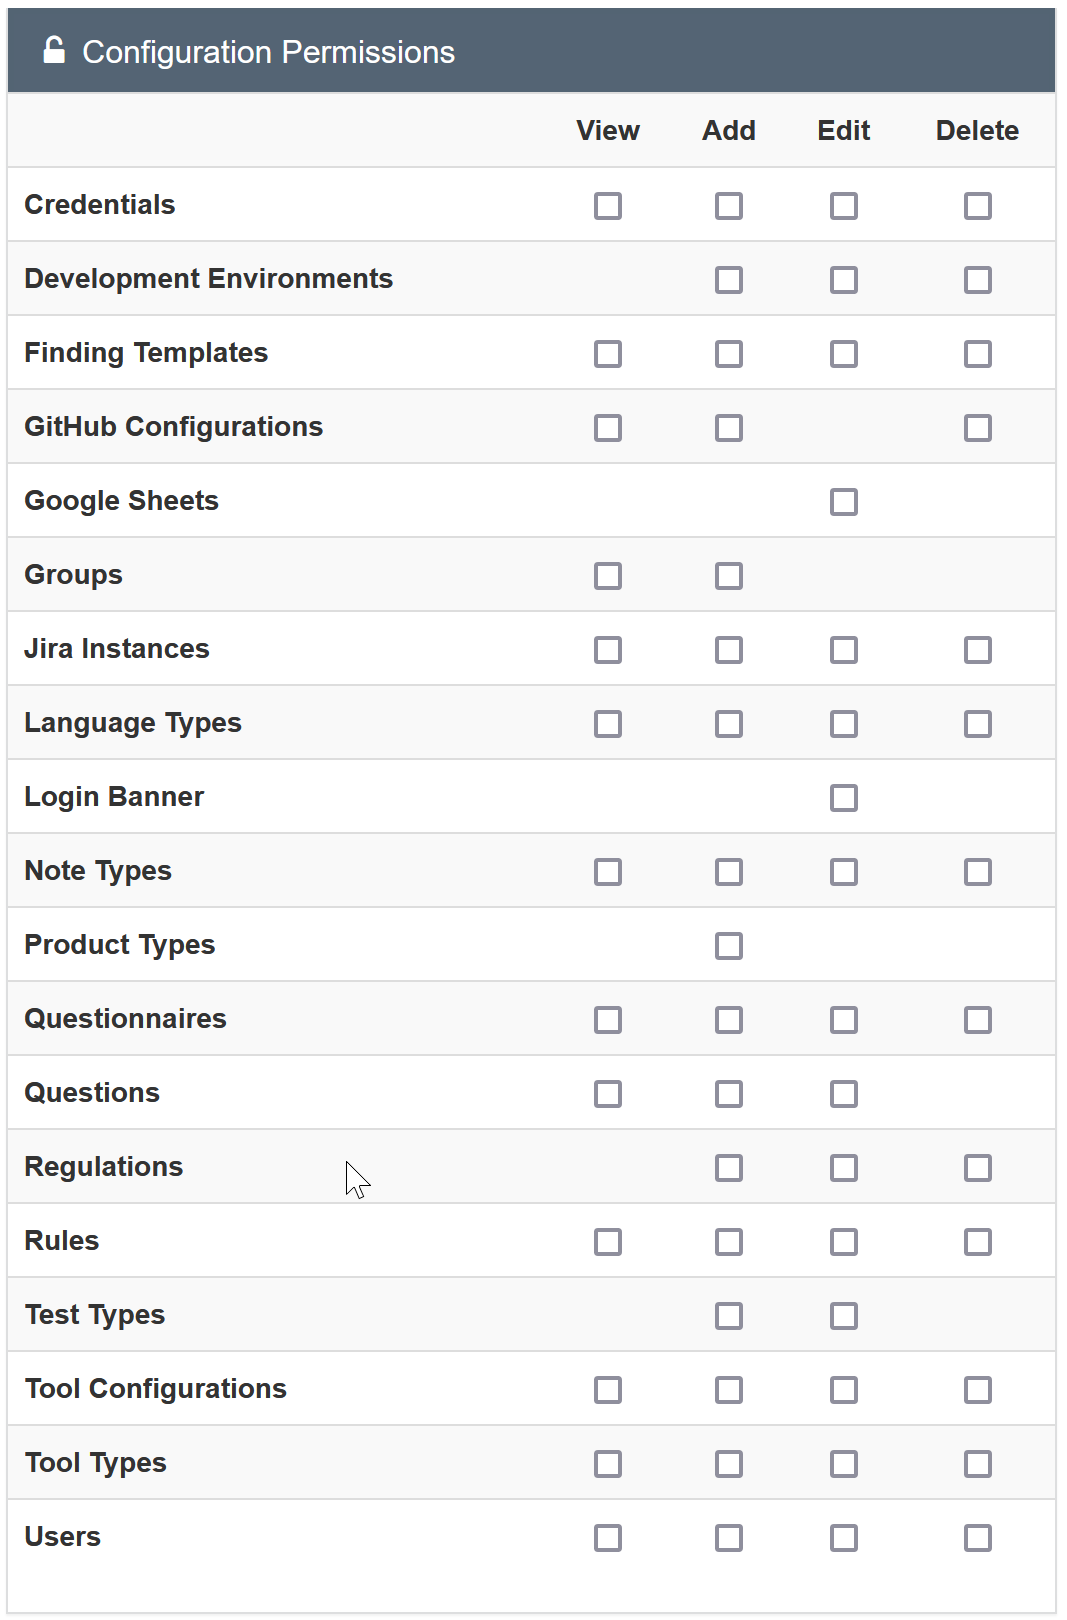 Configuration Permissions
View Add Edit Delete
Credentials
Development Environments
Finding Templates
GitHub Configurations
Google Sheets
Groups
Jira Instances
Language Types
Login Banner
Note Types
Product Types
Questionnaires
Questions
Regulations
Rules
Test Types
Tool Configurations
Tool Types
Users